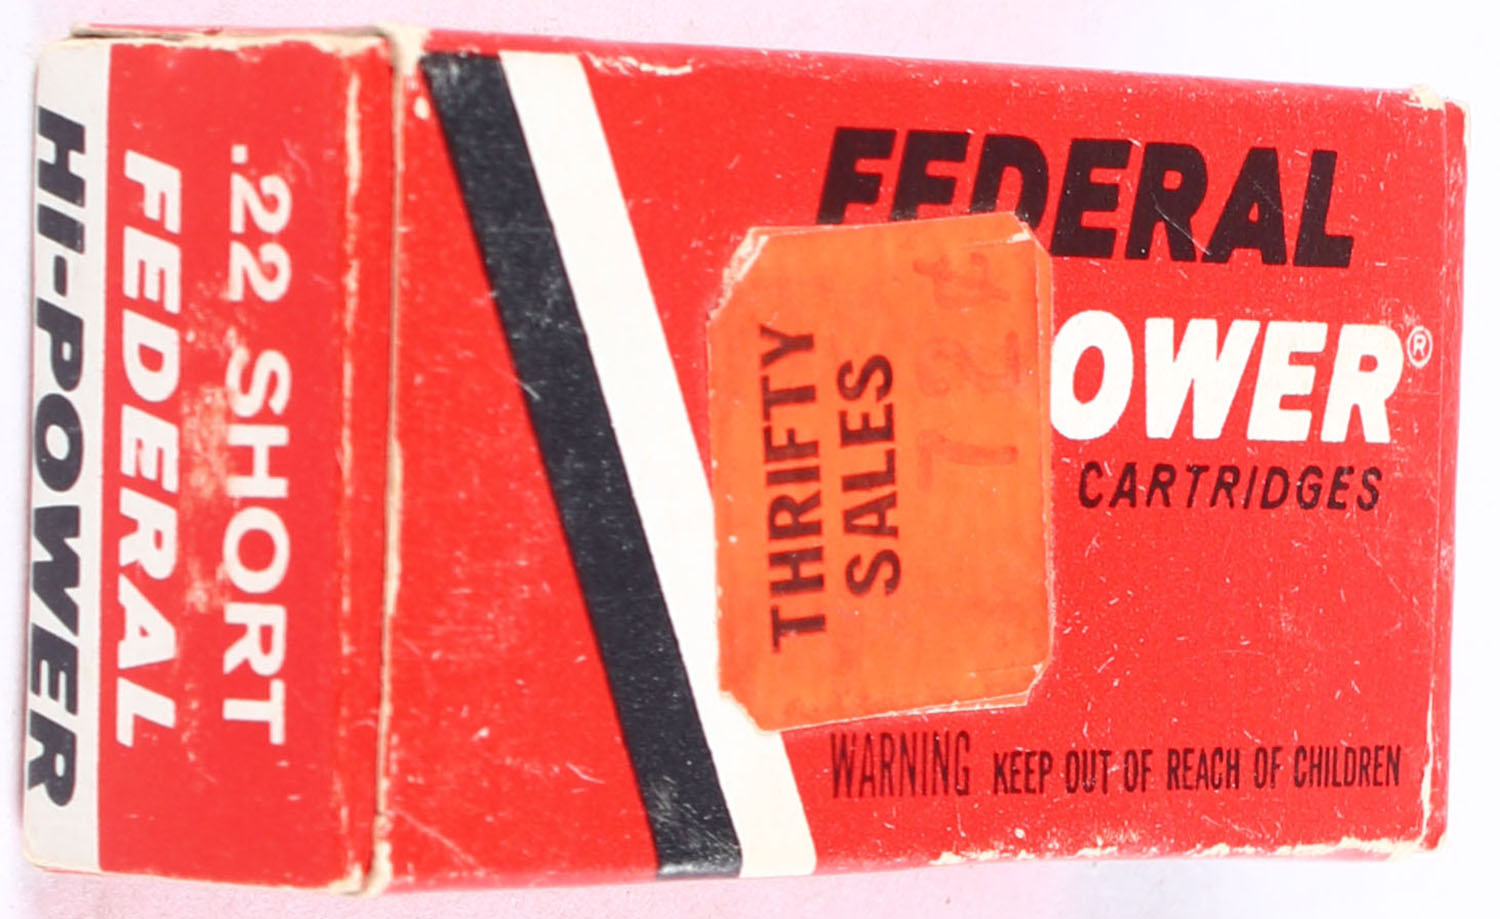 HI-POWER
FEDERAL
.22 SHORT
FEDERAL
OWER®
CARTRIDGES
THRIFTY
SALES
WARNING KEEP OUT OF REACH OF CHILDREN